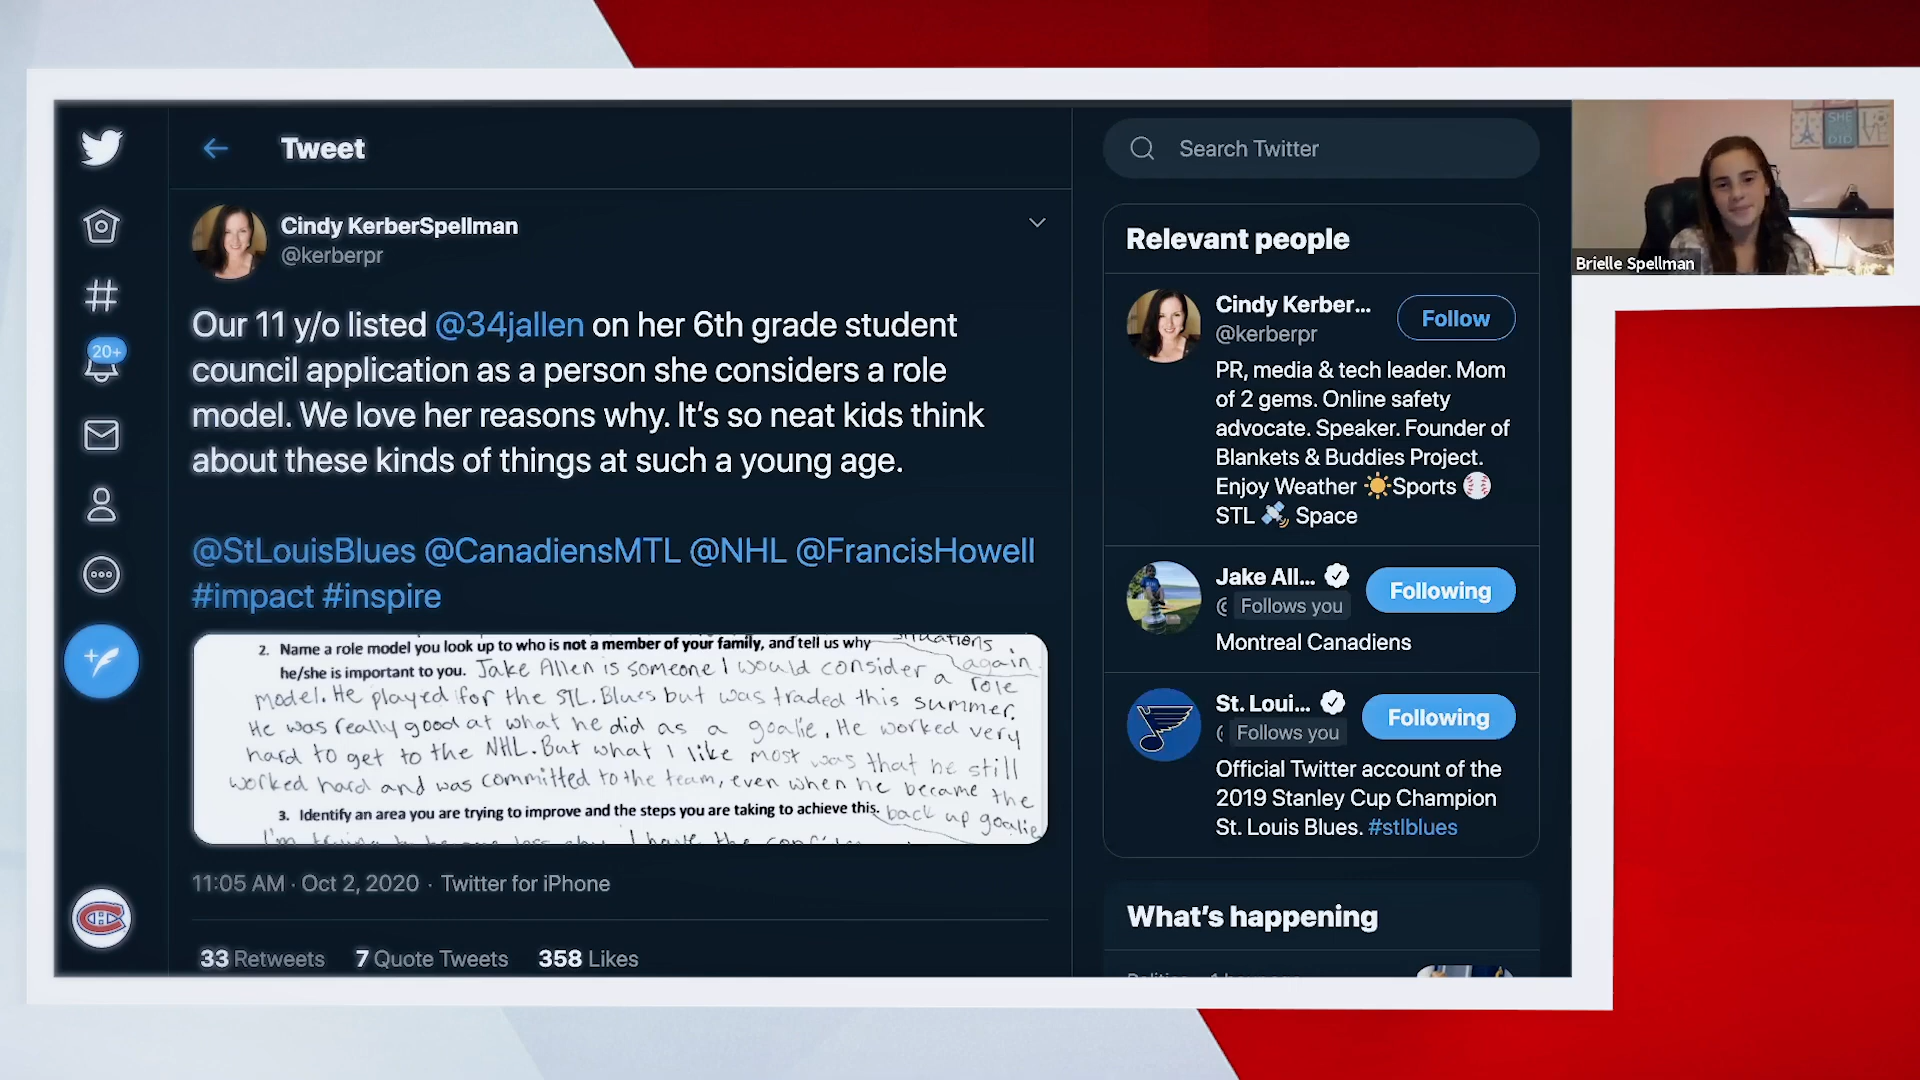 Tweet
Cindy KerberSpellman
@kerberpr
Our 11 y/o listed @34jallen on her 6th grade student
council application as a person she considers a role
model. We love her reasons why. It's so neat kids think
about these kinds of things at such a young age.
@StLouisBlues @CanadiensMTL @NHL @FrancisHowell
#impact #inspire
situations
2. Name a role model you look up to who is not a member of your family, and tell us why
again
he/she is important to you. Jake Allen is someone I would consider a role
model. He played for the STL. Blues but was traded this summer.
He was really good at what he did as a goalie. He worked very
hard to get to the NHL. But what I like most was that he still
worked hard and was committed to the team, even when he became the
back up goalie
3. Identify an area you are trying to improve and the steps you are taking to achieve this.
11:05 AM · Oct 2, 2020 · Twitter for iPhone
33 Retweets 7 Quote Tweets 358 Likes
20+
Search Twitter
Relevant people
Cindy Kerber...
Follow
@kerberpr
PR, media & tech leader. Mom
of 2 gems. Online safety
advocate. Speaker. Founder of
Blankets & Buddies Project.
Enjoy Weather ☀️Sports ⚾
STL 🛰️ Space
Jake All...
Following
Follows you
Montreal Canadiens
St. Loui...
Following
Follows you
Official Twitter account of the
2019 Stanley Cup Champion
St. Louis Blues. #stlblues
What's happening
SHE
DID
Brielle Spellman